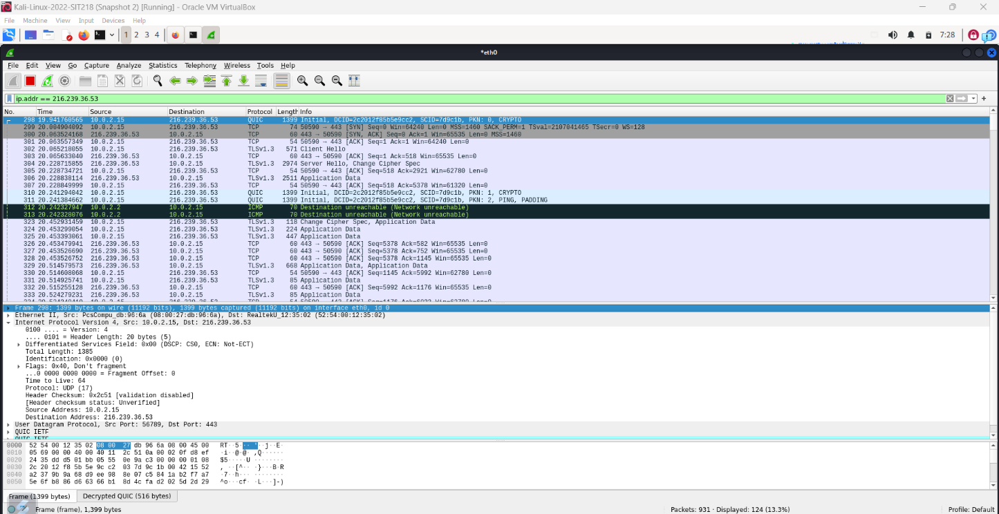 Kali-Linux-2022-SIT218 (Snapshot 2) [Running] - Oracle VM VirtualBox
File Machine View Input Devices Help
1 2 3 4 7:28
*eth0
File Edit View Go Capture Analyze Statistics Telephony Wireless Tools Help
ip.addr == 216.239.36.53
No. Time Source Destination Protocol Length Info
298 19.941760565 10.0.2.15 216.239.36.53 QUIC 1399 Initial, DCID=2c2012f85b5e9cc2, SCID=7d9c1b, PKN: 0, CRYPTO
299 20.004904092 10.0.2.15 216.239.36.53 TCP 74 50590 → 443 [SYN] Seq=0 Win=64240 Len=0 MSS=1460 SACK_PERM=1 TSval=2107041465 TSecr=0 WS=128
300 20.063524168 216.239.36.53 10.0.2.15 TCP 60 443 → 50590 [SYN, ACK] Seq=0 Ack=1 Win=65535 Len=0 MSS=1460
301 20.063557349 10.0.2.15 216.239.36.53 TCP 54 50590 → 443 [ACK] Seq=1 Ack=1 Win=64240 Len=0
302 20.065218055 10.0.2.15 216.239.36.53 TLSv1.3 571 Client Hello
303 20.065633040 216.239.36.53 10.0.2.15 TCP 60 443 → 50590 [ACK] Seq=1 Ack=518 Win=65535 Len=0
304 20.228715855 216.239.36.53 10.0.2.15 TLSv1.3 2974 Server Hello, Change Cipher Spec
305 20.228734721 10.0.2.15 216.239.36.53 TCP 54 50590 → 443 [ACK] Seq=518 Ack=2921 Win=62780 Len=0
306 20.228838114 216.239.36.53 10.0.2.15 TLSv1.3 2511 Application Data
307 20.228849999 10.0.2.15 216.239.36.53 TCP 54 50590 → 443 [ACK] Seq=518 Ack=5378 Win=61320 Len=0
310 20.241294042 10.0.2.15 216.239.36.53 QUIC 1399 Initial, DCID=2c2012f85b5e9cc2, SCID=7d9c1b, PKN: 1, CRYPTO
311 20.241384662 10.0.2.15 216.239.36.53 QUIC 1399 Initial, DCID=2c2012f85b5e9cc2, SCID=7d9c1b, PKN: 2, PING, PADDING
312 20.242327947 10.0.2.2 10.0.2.15 ICMP 70 Destination unreachable (Network unreachable)
313 20.242328076 10.0.2.2 10.0.2.15 ICMP 70 Destination unreachable (Network unreachable)
323 20.452931459 10.0.2.15 216.239.36.53 TLSv1.3 118 Change Cipher Spec, Application Data
324 20.453299054 10.0.2.15 216.239.36.53 TLSv1.3 224 Application Data
325 20.453393061 10.0.2.15 216.239.36.53 TLSv1.3 447 Application Data
326 20.453479941 216.239.36.53 10.0.2.15 TCP 60 443 → 50590 [ACK] Seq=5378 Ack=582 Win=65535 Len=0
327 20.453526690 216.239.36.53 10.0.2.15 TCP 60 443 → 50590 [ACK] Seq=5378 Ack=752 Win=65535 Len=0
328 20.453526752 216.239.36.53 10.0.2.15 TCP 60 443 → 50590 [ACK] Seq=5378 Ack=1145 Win=65535 Len=0
329 20.514579573 216.239.36.53 10.0.2.15 TLSv1.3 668 Application Data, Application Data
330 20.514608068 10.0.2.15 216.239.36.53 TCP 54 50590 → 443 [ACK] Seq=1145 Ack=5992 Win=62780 Len=0
331 20.514925741 10.0.2.15 216.239.36.53 TLSv1.3 85 Application Data
332 20.515255128 216.239.36.53 10.0.2.15 TCP 60 443 → 50590 [ACK] Seq=5992 Ack=1176 Win=65535 Len=0
333 20.524279231 216.239.36.53 10.0.2.15 TLSv1.3 85 Application Data
Frame 298: 1399 bytes on wire (11192 bits), 1399 bytes captured (11192 bits) on interface eth0, id 0
Ethernet II, Src: PcsCompu_db:96:6a (08:00:27:db:96:6a), Dst: RealtekU_12:35:02 (52:54:00:12:35:02)
Internet Protocol Version 4, Src: 10.0.2.15, Dst: 216.239.36.53
0100 .... = Version: 4
.... 0101 = Header Length: 20 bytes (5)
Differentiated Services Field: 0x00 (DSCP: CS0, ECN: Not-ECT)
Total Length: 1385
Identification: 0x0000 (0)
Flags: 0x40, Don't fragment
...0 0000 0000 0000 = Fragment Offset: 0
Time to Live: 64
Protocol: UDP (17)
Header Checksum: 0x2c51 [validation disabled]
[Header checksum status: Unverified]
Source Address: 10.0.2.15
Destination Address: 216.239.36.53
User Datagram Protocol, Src Port: 56789, Dst Port: 443
QUIC IETF
QUIC IETF
0000 52 54 00 12 35 02 08 00 27 db 96 6a 08 00 45 00 RT··5···'··j··E·
0010 05 69 00 00 40 00 40 11 2c 51 0a 00 02 0f d8 ef ·i··@·@·,Q······
0020 24 35 dd d5 01 bb 05 55 0e 9a c3 00 00 00 01 08 $5·····U········
0030 2c 20 12 f8 5b 5e 9c c2 03 7d 9c 1b 00 42 15 52 , ··[^···}···B·R
0040 a2 37 9b 9a 68 d9 ee 98 8e 07 c5 84 1a b2 f7 a7 ·7··h···········
0050 5e 6f b8 86 d6 63 66 b1 8d 4c fa d2 02 5d 2d 29 ^o···cf··L···]-)
Frame (1399 bytes) Decrypted QUIC (516 bytes)
Frame (frame), 1,399 bytes Packets: 931 · Displayed: 124 (13.3%) Profile: Default